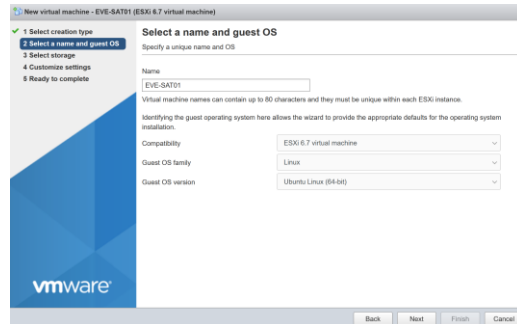 New virtual machine - EVE-SAT01 (ESXi 6.7 virtual machine)
1 Select creation type
2 Select a name and guest OS
3 Select storage
4 Customize settings
5 Ready to complete
vmware
Select a name and guest OS
Specify a unique name and OS
Name
EVE-SAT01
Virtual machine names can contain up to 80 characters and they must be unique within each ESXi instance.
Identifying the guest operating system here allows the wizard to provide the appropriate defaults for the operating system
installation.
Compatibility ESXi 6.7 virtual machine
Guest OS family Linux
Guest OS version Ubuntu Linux (64-bit)
Back Next Finish Cancel